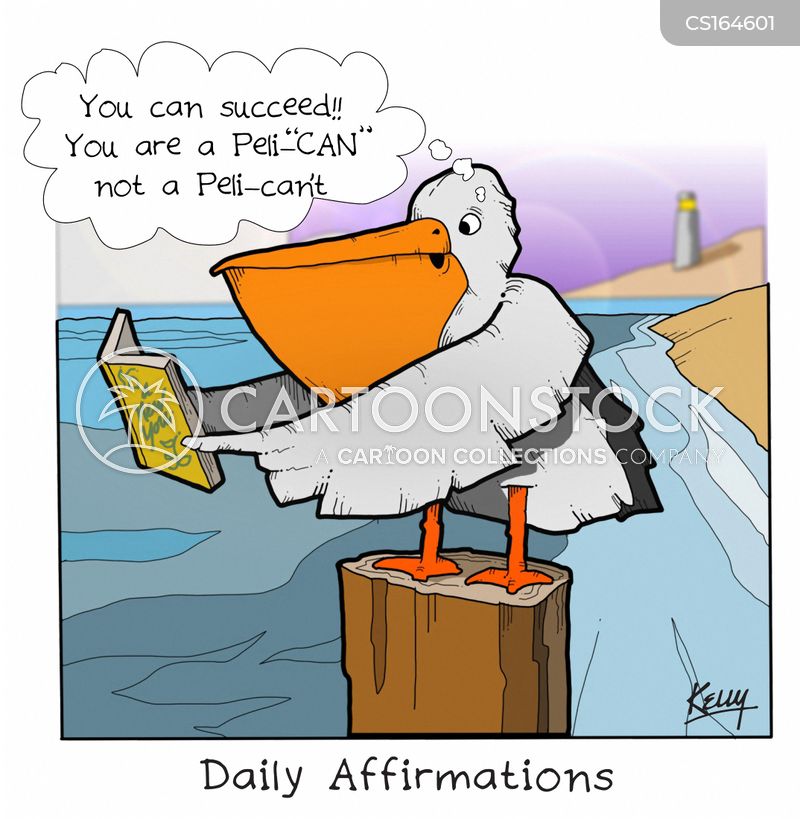 CS164601
You can succeed!!
You are a Peli-"CAN"
not a Peli-can't
CARTOONSTOCK
A CARTOON COLLECTIONS COMPANY
Kelly
Daily Affirmations